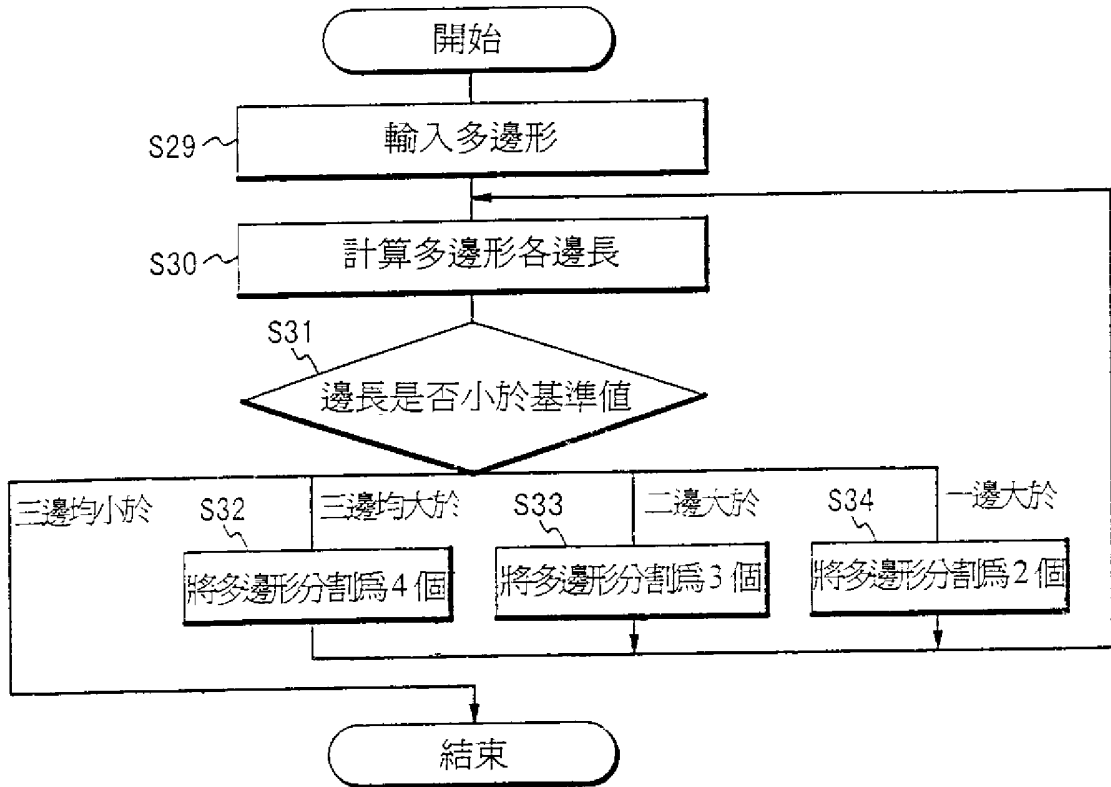 開始
S29
輸入多邊形
S30
計算多邊形各邊長
S31
邊長是否小於基準值
三邊均小於
S32
三邊均大於
S33
二邊大於
S34
一邊大於
將多邊形分割爲4個
將多邊形分割爲3個
將多邊形分割爲2個
結束